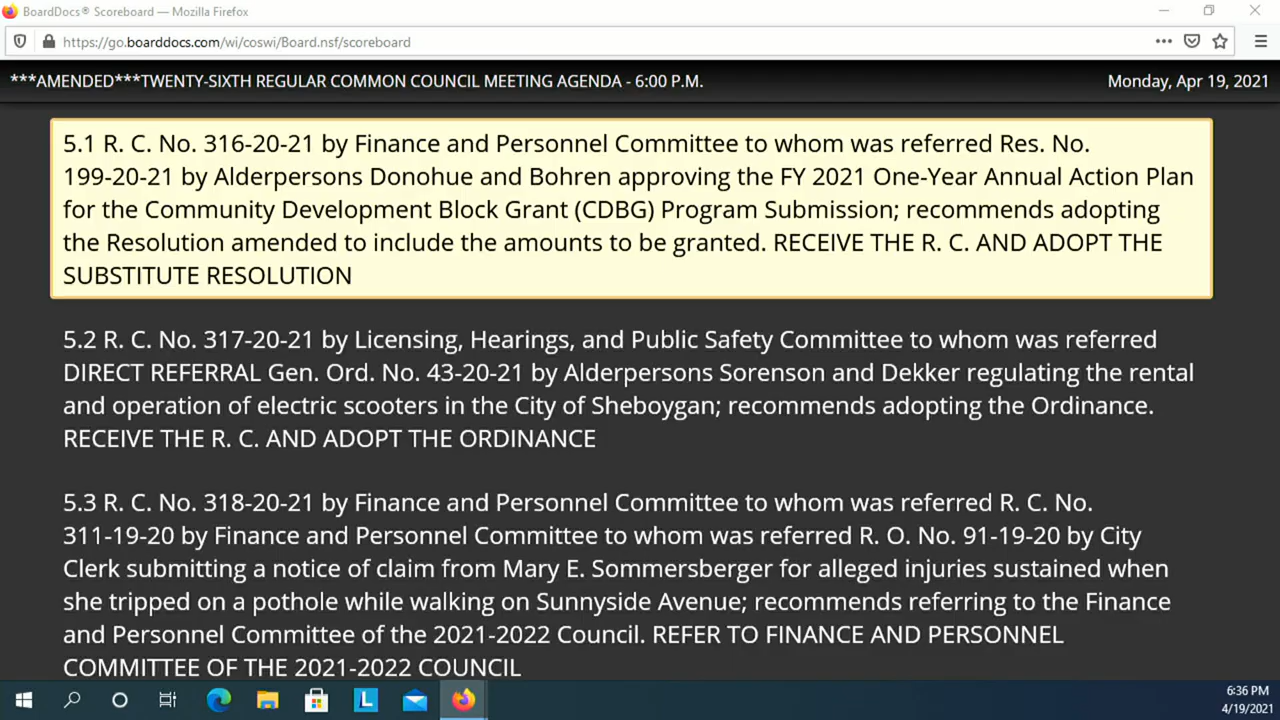 BoardDocs® Scoreboard — Mozilla Firefox
https://go.boarddocs.com/wi/coswi/Board.nsf/scoreboard
***AMENDED***TWENTY-SIXTH REGULAR COMMON COUNCIL MEETING AGENDA - 6:00 P.M. Monday, Apr 19, 2021
5.1 R. C. No. 316-20-21 by Finance and Personnel Committee to whom was referred Res. No.
199-20-21 by Alderpersons Donohue and Bohren approving the FY 2021 One-Year Annual Action Plan
for the Community Development Block Grant (CDBG) Program Submission; recommends adopting
the Resolution amended to include the amounts to be granted. RECEIVE THE R. C. AND ADOPT THE
SUBSTITUTE RESOLUTION
5.2 R. C. No. 317-20-21 by Licensing, Hearings, and Public Safety Committee to whom was referred
DIRECT REFERRAL Gen. Ord. No. 43-20-21 by Alderpersons Sorenson and Dekker regulating the rental
and operation of electric scooters in the City of Sheboygan; recommends adopting the Ordinance.
RECEIVE THE R. C. AND ADOPT THE ORDINANCE
5.3 R. C. No. 318-20-21 by Finance and Personnel Committee to whom was referred R. C. No.
311-19-20 by Finance and Personnel Committee to whom was referred R. O. No. 91-19-20 by City
Clerk submitting a notice of claim from Mary E. Sommersberger for alleged injuries sustained when
she tripped on a pothole while walking on Sunnyside Avenue; recommends referring to the Finance
and Personnel Committee of the 2021-2022 Council. REFER TO FINANCE AND PERSONNEL
COMMITTEE OF THE 2021-2022 COUNCIL
L
6:36 PM
4/19/2021